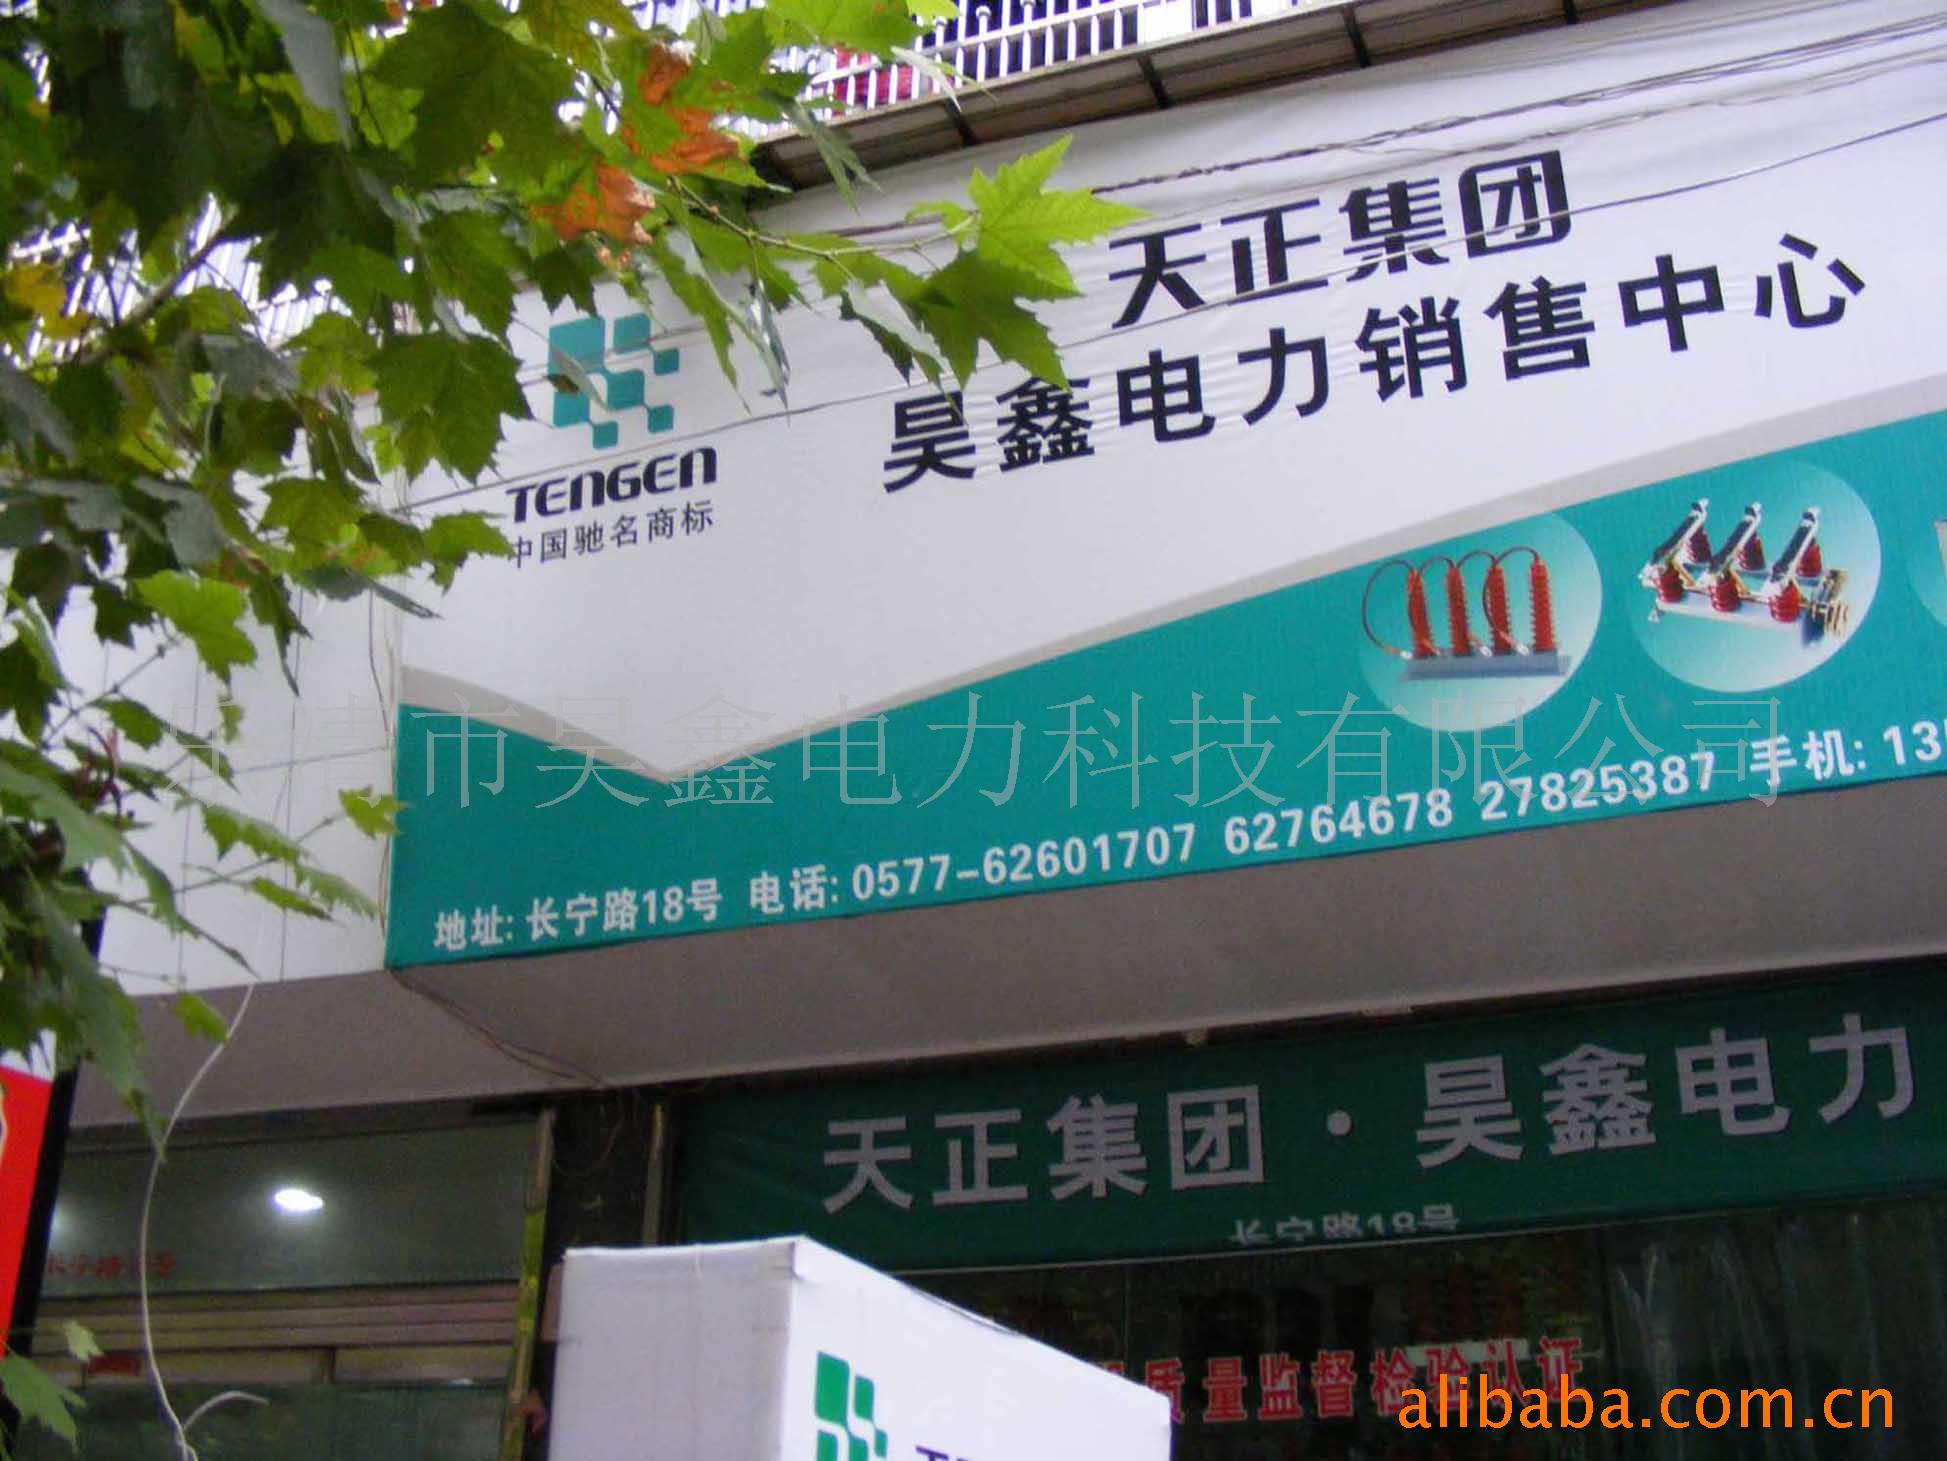 天正集团
昊鑫电力销售中心
TENGEN
中国驰名商标
乐清市昊鑫电力科技有限公司
地址: 长宁路18号 电话: 0577-62601707 62764678 27825387 手机: 13
天正集团·昊鑫电力
长宁路18号
质量监督检验认证
alibaba.com.cn